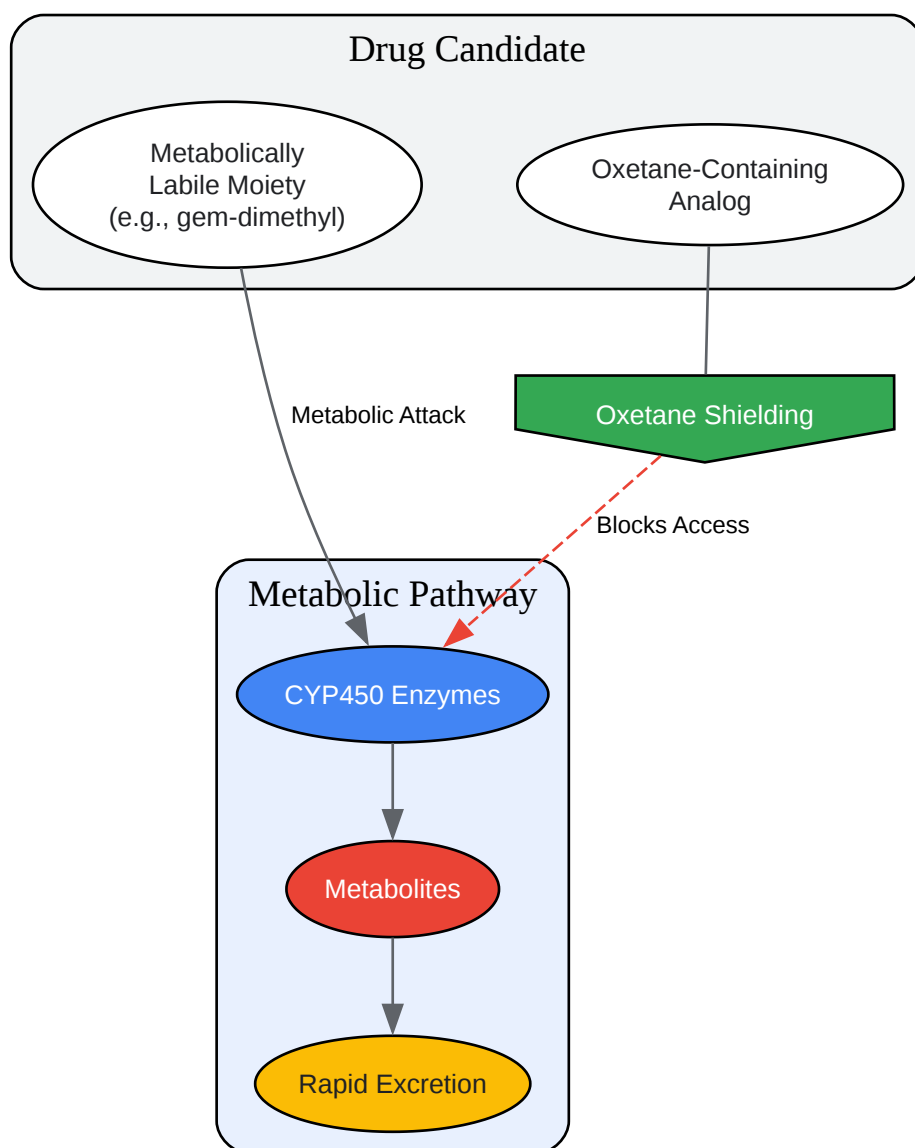 Drug Candidate
Metabolically
Labile Moiety
(e.g., gem-dimethyl)
Oxetane-Containing
Analog
Metabolic Attack
Oxetane Shielding
Blocks Access
Metabolic Pathway
CYP450 Enzymes
Metabolites
Rapid Excretion